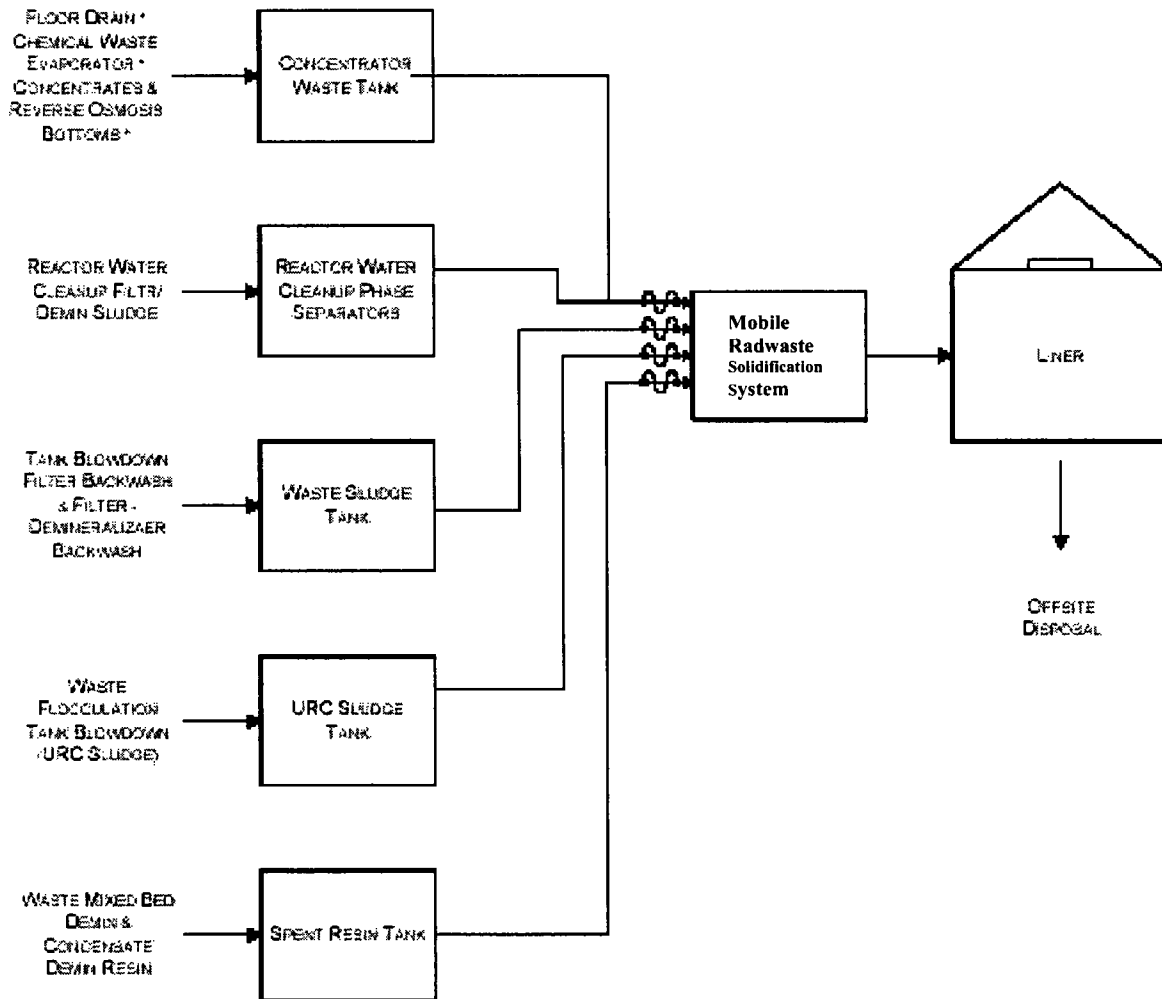 FLOOR DRAIN *
CHEMICAL WASTE
EVAPORATOR *
CONCENTRATES &
REVERSE OSMOSIS
BOTTOMS *
CONCENTRATOR
WASTE TANK
REACTOR WATER
CLEANUP FILTR/
DEMIN SLUDGE
REACTOR WATER
CLEANUP PHASE
SEPARATORS
Mobile
Radwaste
Solidification
System
LINER
TANK BLOWDOWN
FILTER BACKWASH
& FILTER -
DEMINERALIZAER
BACKWASH
WASTE SLUDGE
TANK
OFFSITE
DISPOSAL
WASTE
FLOCCULATION
TANK BLOWDOWN
(URC SLUDGE)
URC SLUDGE
TANK
WASTE MIXED BED
DEMIN &
CONDENSATE
DEMIN RESIN
SPENT RESIN TANK